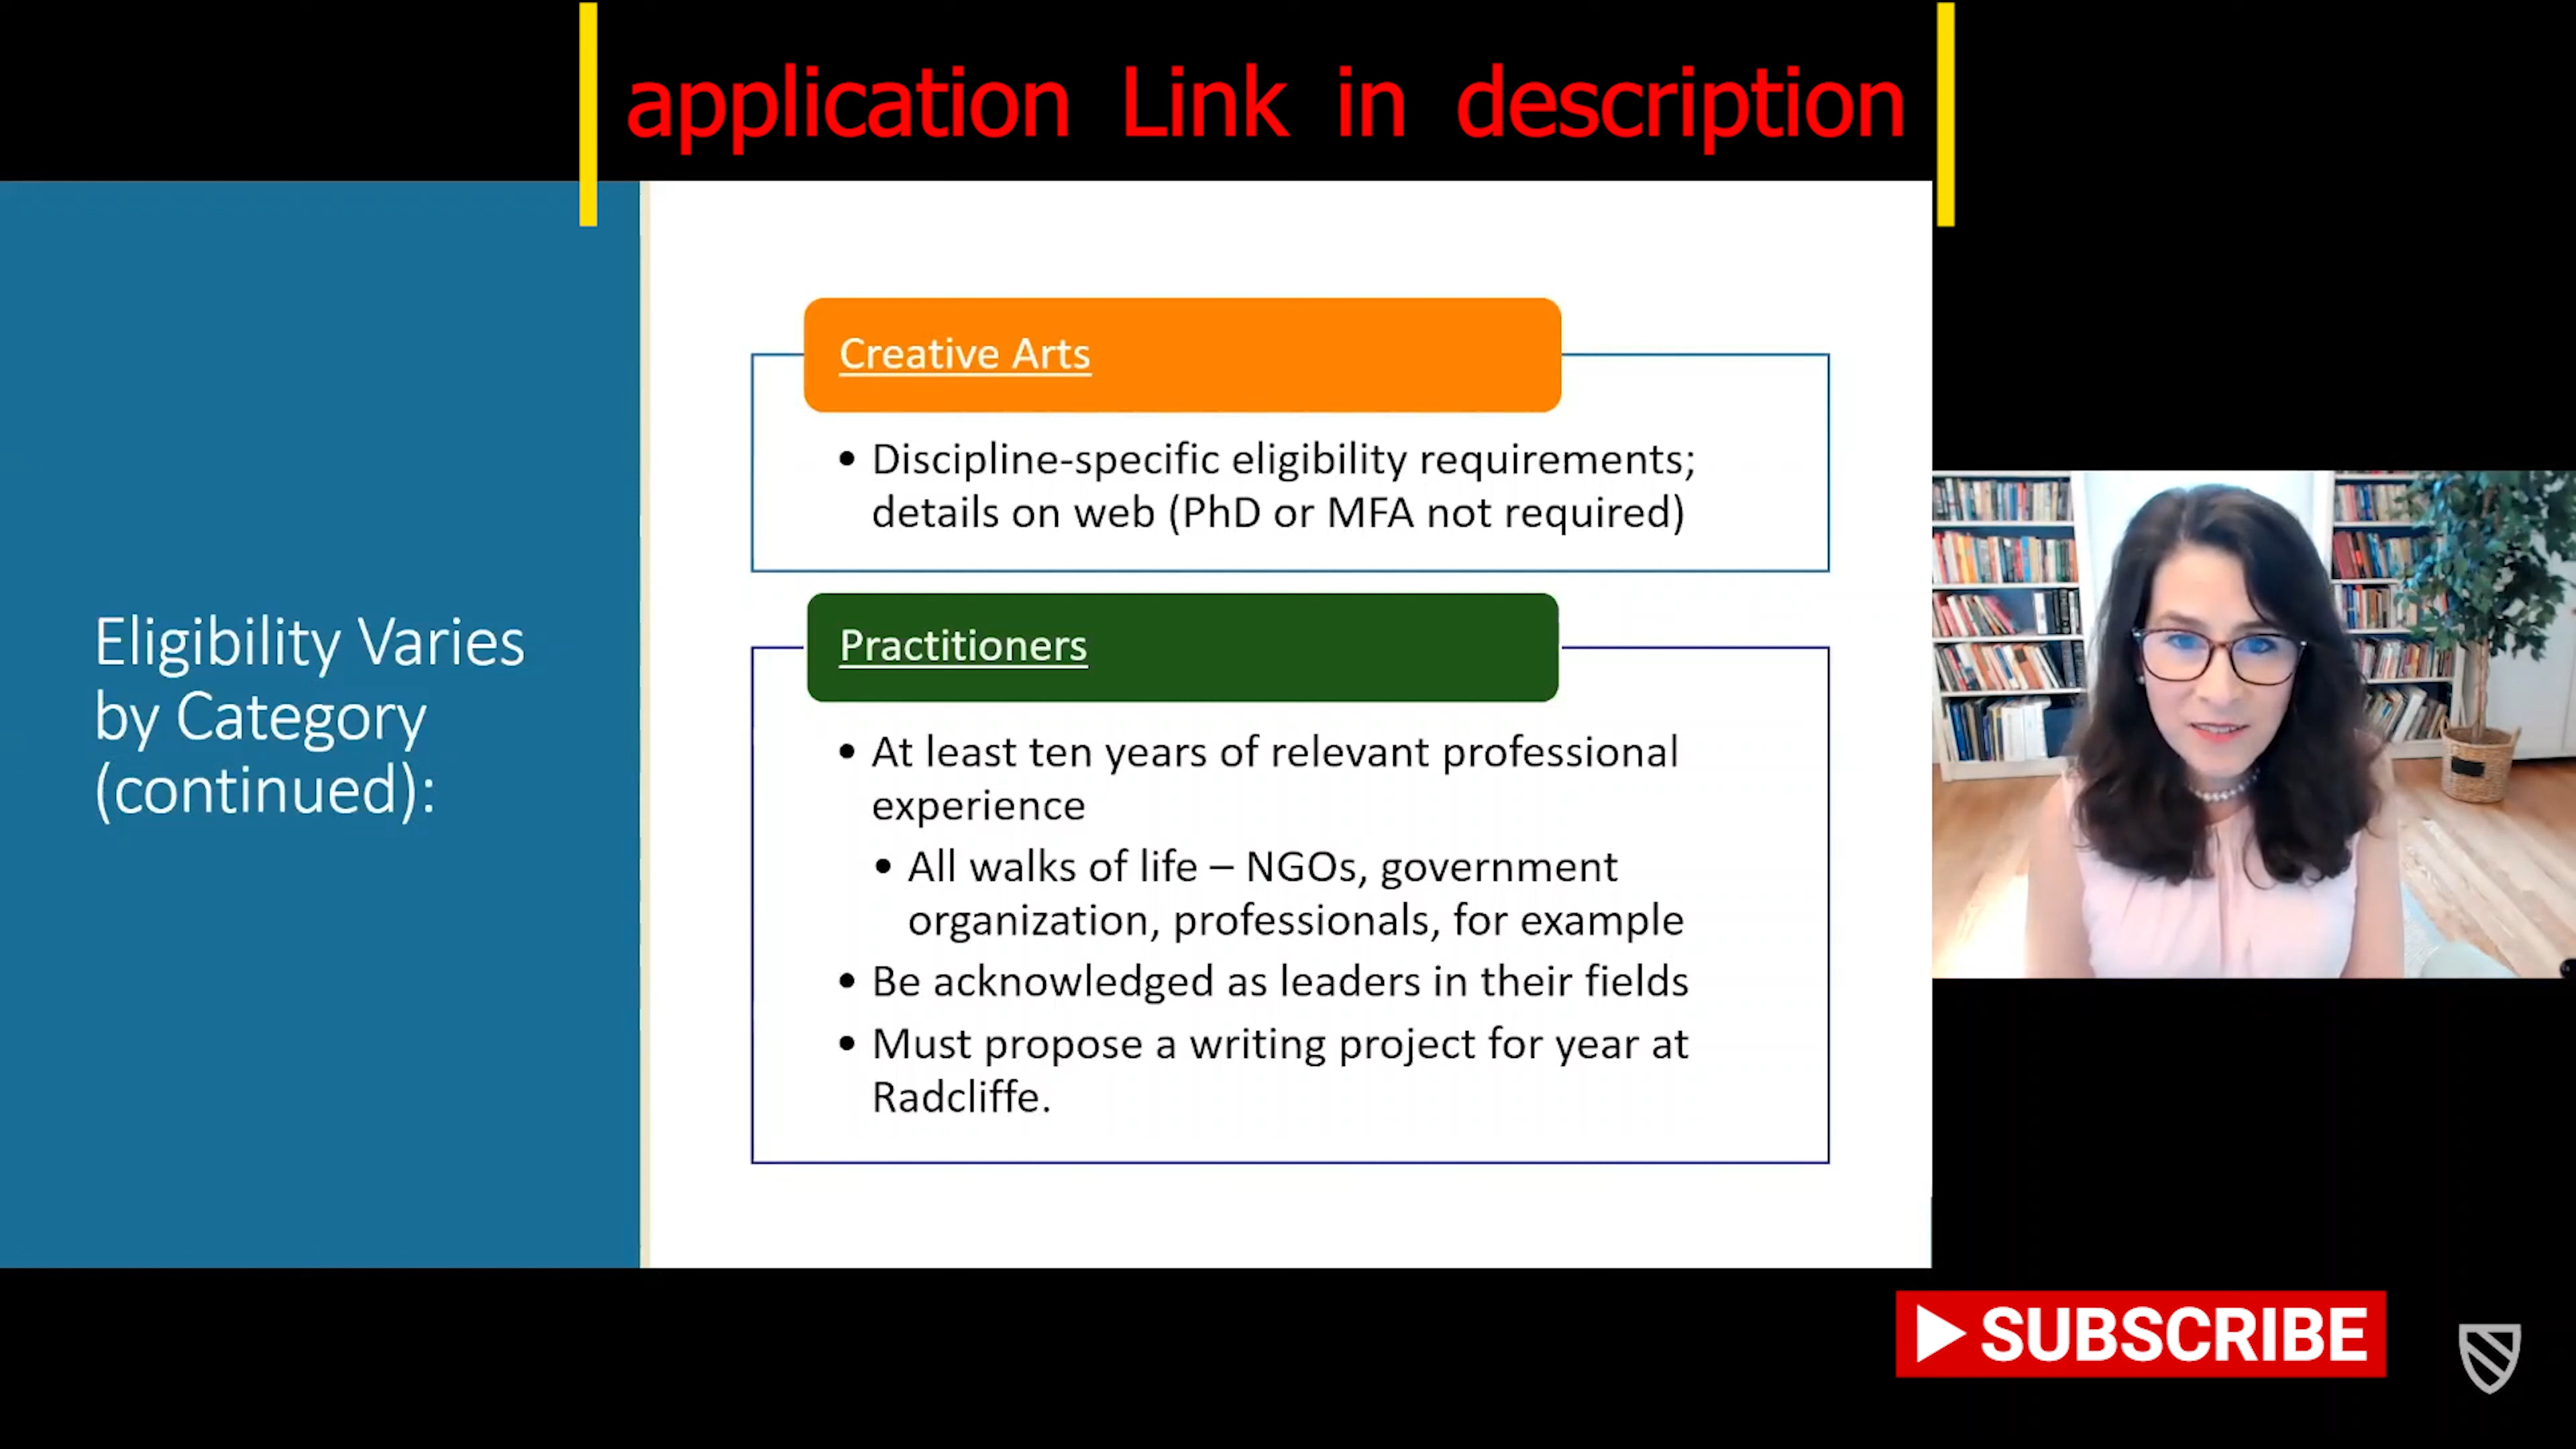 application Link in description
Eligibility Varies
by Category
(continued):
Creative Arts
• Discipline-specific eligibility requirements;
details on web (PhD or MFA not required)
Practitioners
• At least ten years of relevant professional
experience
• All walks of life – NGOs, government
organization, professionals, for example
• Be acknowledged as leaders in their fields
• Must propose a writing project for year at
Radcliffe.
SUBSCRIBE